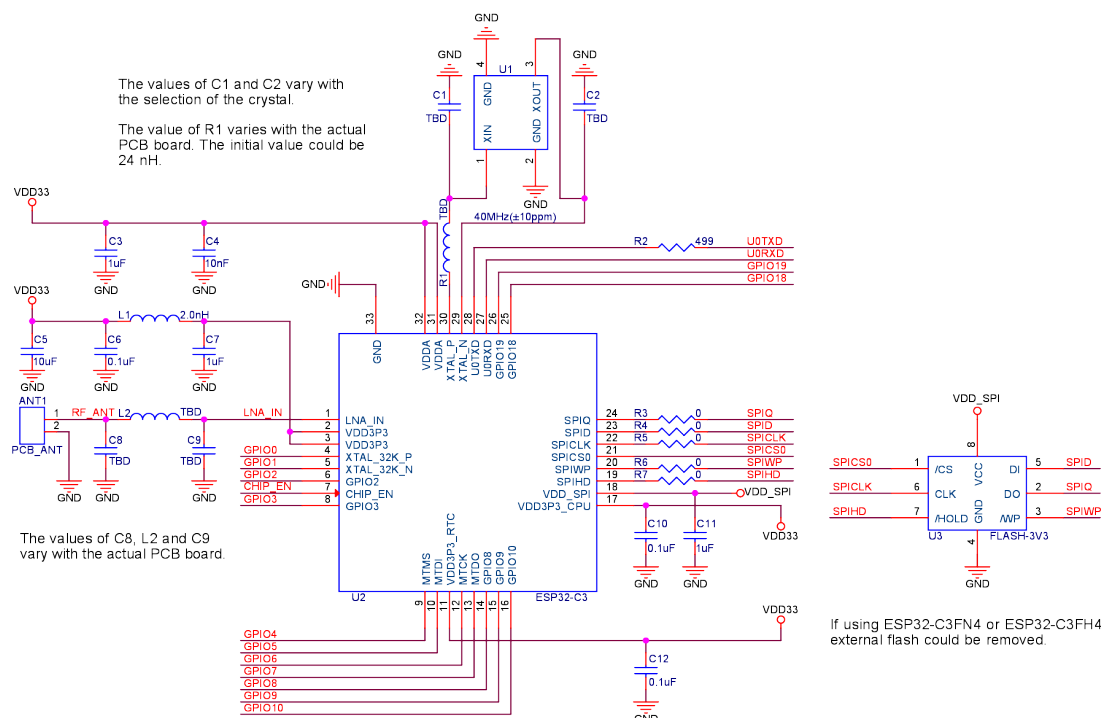 GND
GND
GND
4
U1
3
The values of C1 and C2 vary with
the selection of the crystal.
C1
TBD
GND
XOUT
C2
TBD
The value of R1 varies with the actual
PCB board. The initial value could be
24 nH.
XIN
GND
1
2
GND
VDD33
TBD
40MHz(±10ppm)
C3
1uF
GND
C4
10nF
GND
R1
R2
499
U0TXD
U0RXD
GPIO19
GPIO18
VDD33
GND
L1
2.0nH
C5
10uF
GND
C6
0.1uF
GND
C7
1uF
GND
33
32
31
30
29
28
27
26
25
GND
VDDA
VDDA
XTAL_P
XTAL_N
U0TXD
U0RXD
GPIO19
GPIO18
ANT1
1
2
PCB_ANT
RF_ANT
L2
TBD
LNA_IN
C8
TBD
GND
GND
C9
TBD
GND
1
LNA_IN
2
VDD3P3
3
VDD3P3
GPIO0
4
XTAL_32K_P
GPIO1
5
XTAL_32K_N
GPIO2
6
GPIO2
CHIP_EN
7
CHIP_EN
GPIO3
8
GPIO3
SPIQ
24
R3
0
SPIQ
SPID
23
R4
0
SPID
SPICLK
22
R5
0
SPICLK
SPICS0
21
SPICS0
SPIWP
20
R6
0
SPIWP
SPIHD
19
R7
0
SPIHD
VDD_SPI
18
VDD_SPI
VDD3P3_CPU
17
C10
0.1uF
GND
C11
1uF
GND
VDD33
VDD_SPI
8
SPICS0
1
/CS
VCC
DI
5
SPID
SPICLK
6
CLK
DO
2
SPIQ
SPIHD
7
/HOLD
GND
/WP
3
SPIWP
U3
FLASH-3V3
4
GND
The values of C8, L2 and C9
vary with the actual PCB board.
MTMS
MTDI
VDD3P3_RTC
MTCK
MTDO
GPIO8
GPIO9
GPIO10
U2
ESP32-C3
9
10
11
12
13
14
15
16
GPIO4
GPIO5
GPIO6
GPIO7
GPIO8
GPIO9
GPIO10
VDD33
C12
0.1uF
GND
If using ESP32-C3FN4 or ESP32-C3FH4
external flash could be removed.